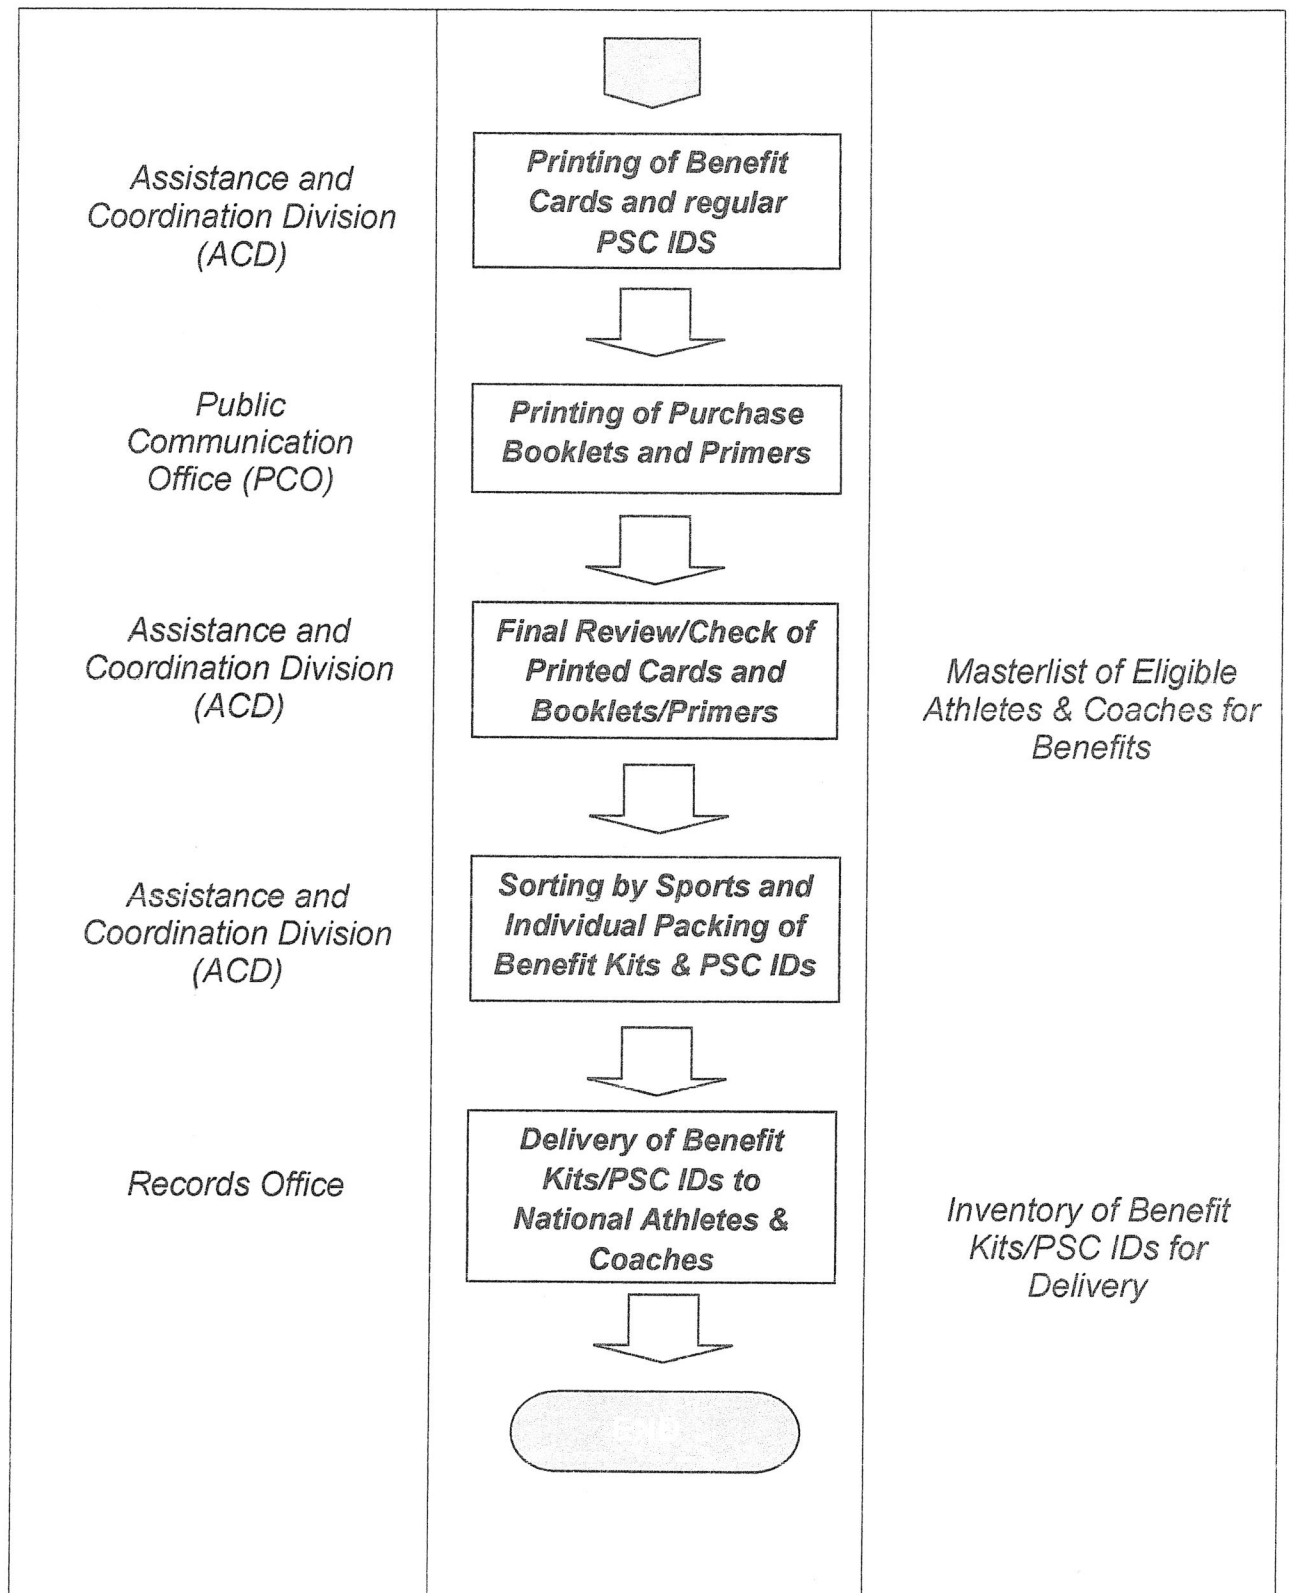 Assistance and
Coordination Division
(ACD)
Printing of Benefit
Cards and regular
PSC IDS
Public
Communication
Office (PCO)
Printing of Purchase
Booklets and Primers
Assistance and
Coordination Division
(ACD)
Final Review/Check of
Printed Cards and
Booklets/Primers
Masterlist of Eligible
Athletes & Coaches for
Benefits
Assistance and
Coordination Division
(ACD)
Sorting by Sports and
Individual Packing of
Benefit Kits & PSC IDs
Records Office
Delivery of Benefit
Kits/PSC IDs to
National Athletes &
Coaches
Inventory of Benefit
Kits/PSC IDs for
Delivery
END